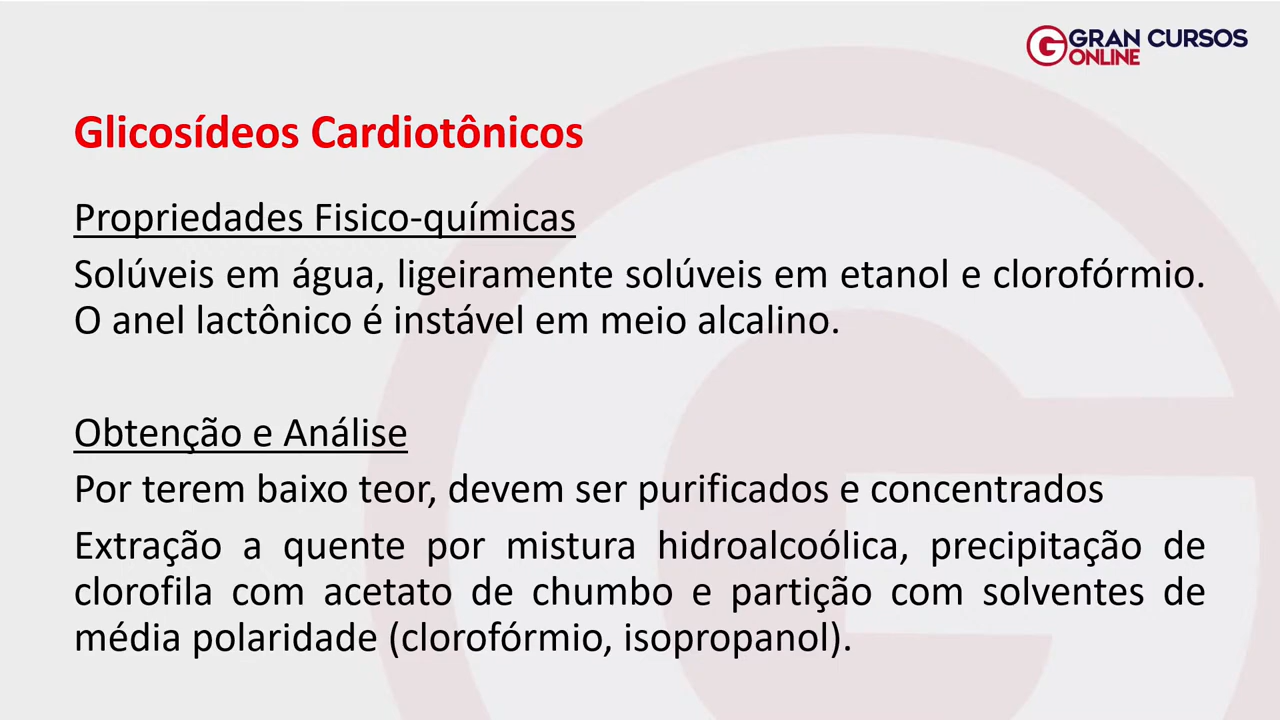 GRAN CURSOS
ONLINE
Glicosídeos Cardiotônicos
Propriedades Fisico-químicas
Solúveis em água, ligeiramente solúveis em etanol e clorofórmio.
O anel lactônico é instável em meio alcalino.
Obtenção e Análise
Por terem baixo teor, devem ser purificados e concentrados
Extração a quente por mistura hidroalcoólica, precipitação de
clorofila com acetato de chumbo e partição com solventes de
média polaridade (clorofórmio, isopropanol).